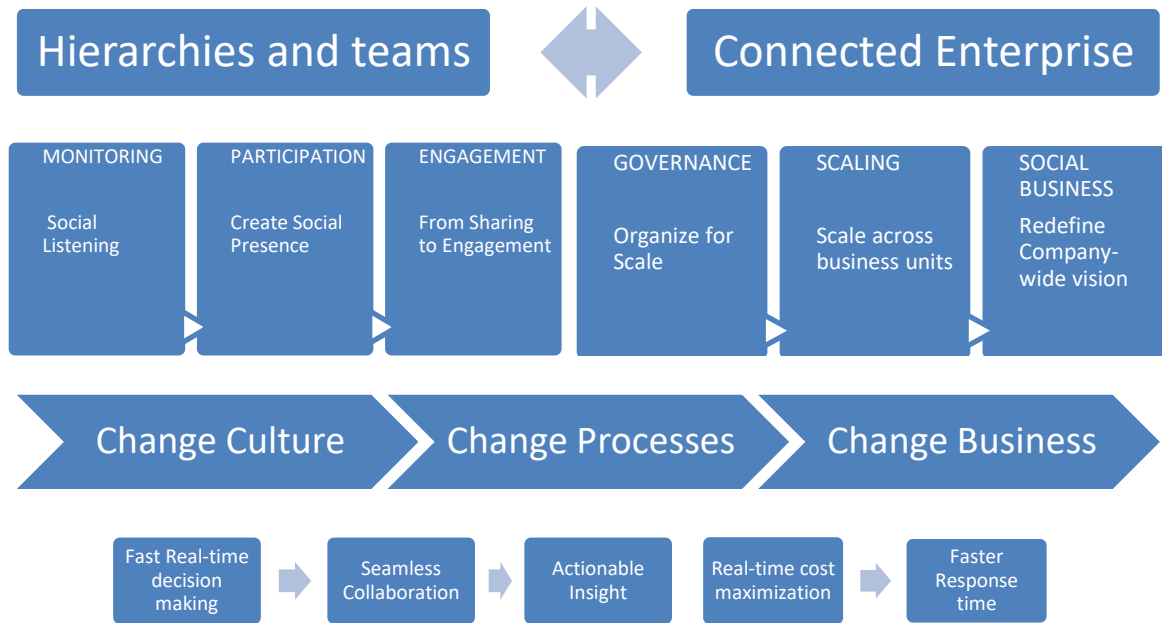 Hierarchies and teams
Connected Enterprise
MONITORING
Social
Listening
PARTICIPATION
Create Social
Presence
ENGAGEMENT
From Sharing
to Engagement
GOVERNANCE
Organize for
Scale
SCALING
Scale across
business units
SOCIAL
BUSINESS
Redefine
Company-
wide vision
Change Culture
Change Processes
Change Business
Fast Real-time
decision
making
Seamless
Collaboration
Actionable
Insight
Real-time cost
maximization
Faster
Response
time